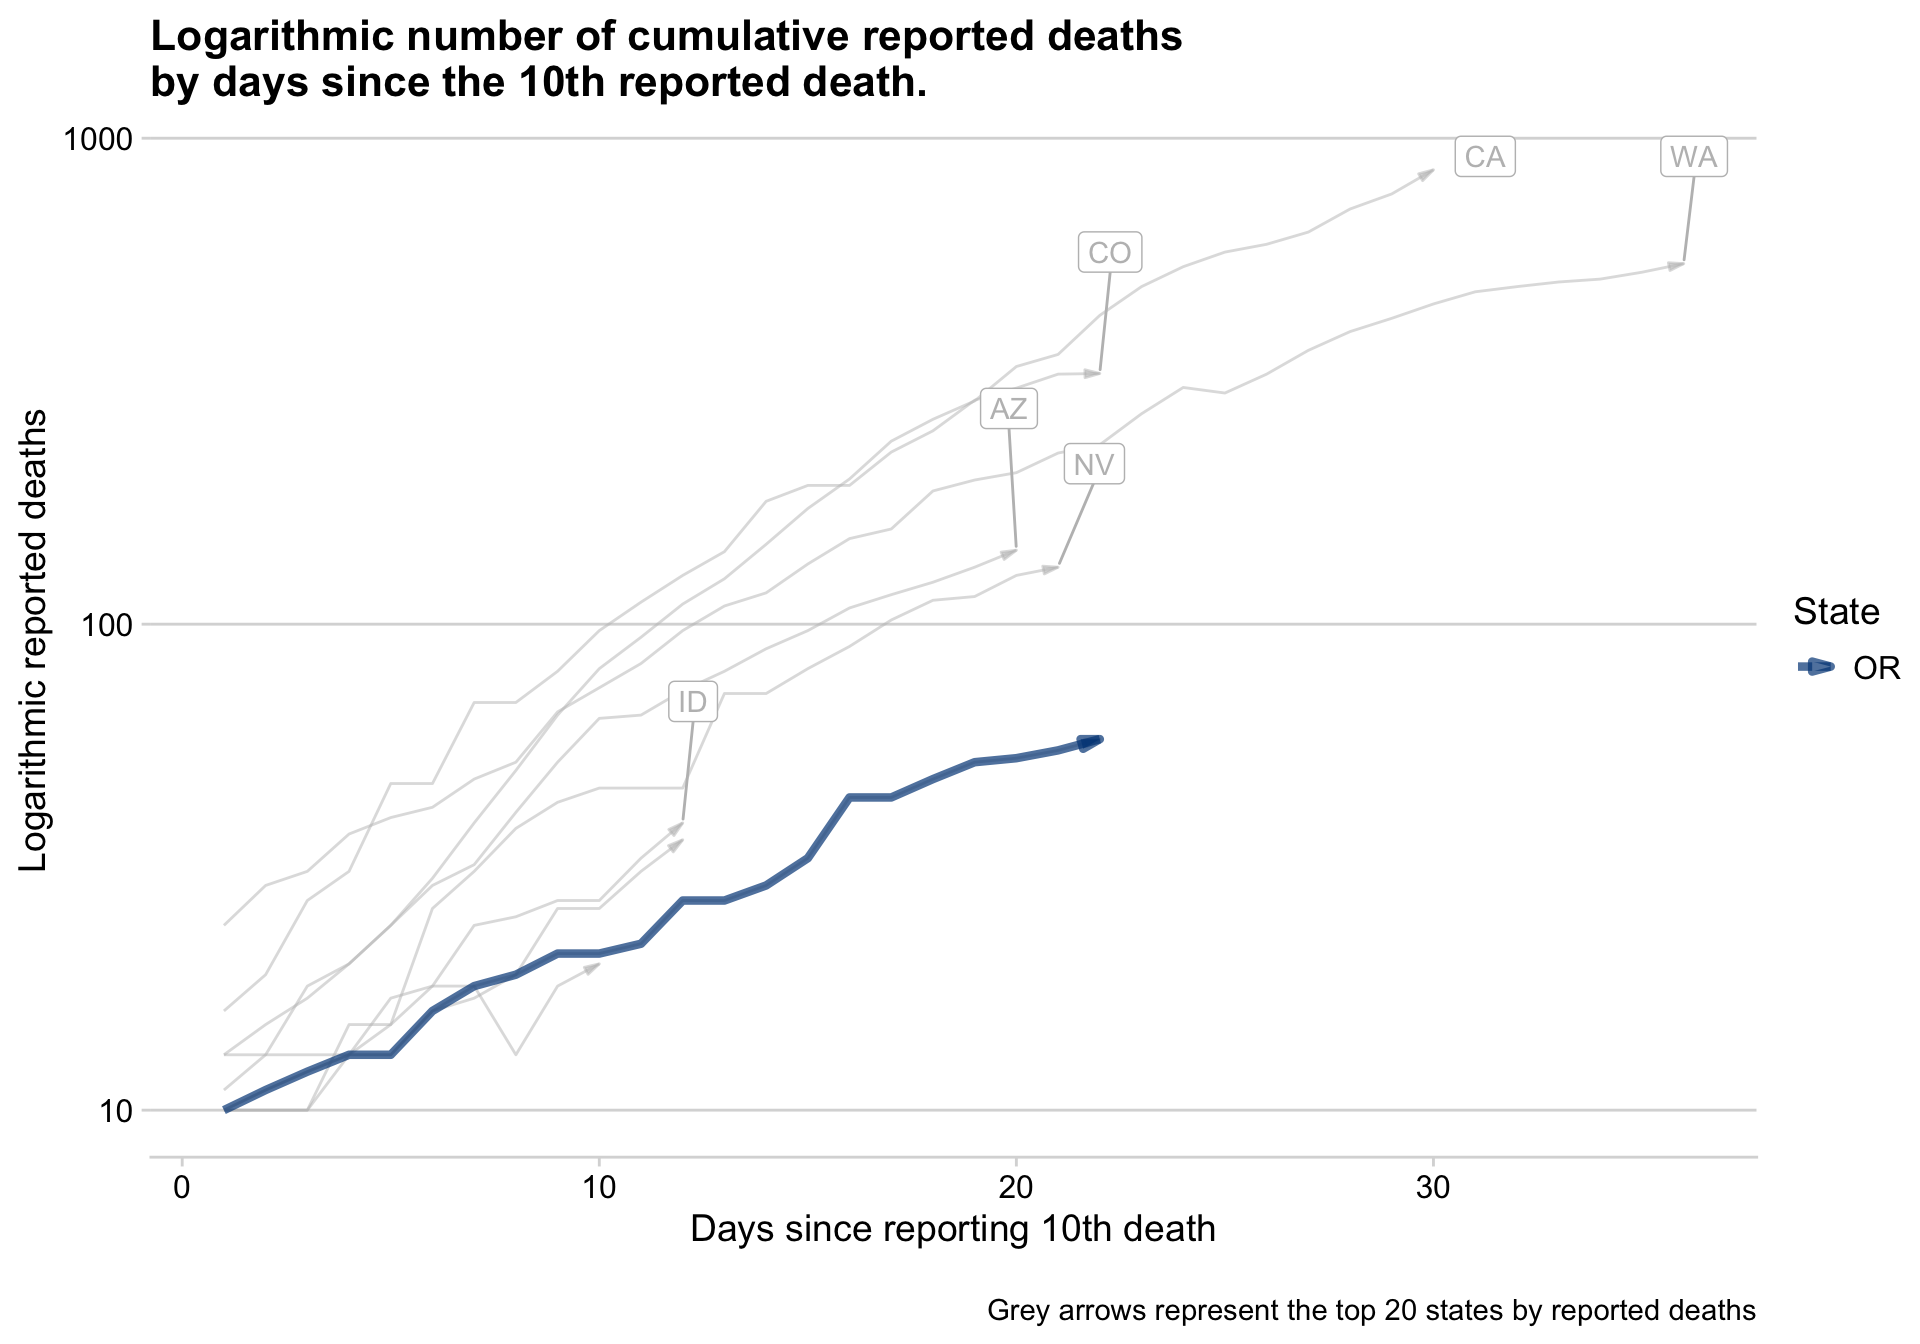 Logarithmic number of cumulative reported deaths
by days since the 10th reported death.
1000
CA
WA
CO
AZ
NV
Logarithmic reported deaths
100
State
OR
ID
10
0
10
20
30
Days since reporting 10th death
Grey arrows represent the top 20 states by reported deaths